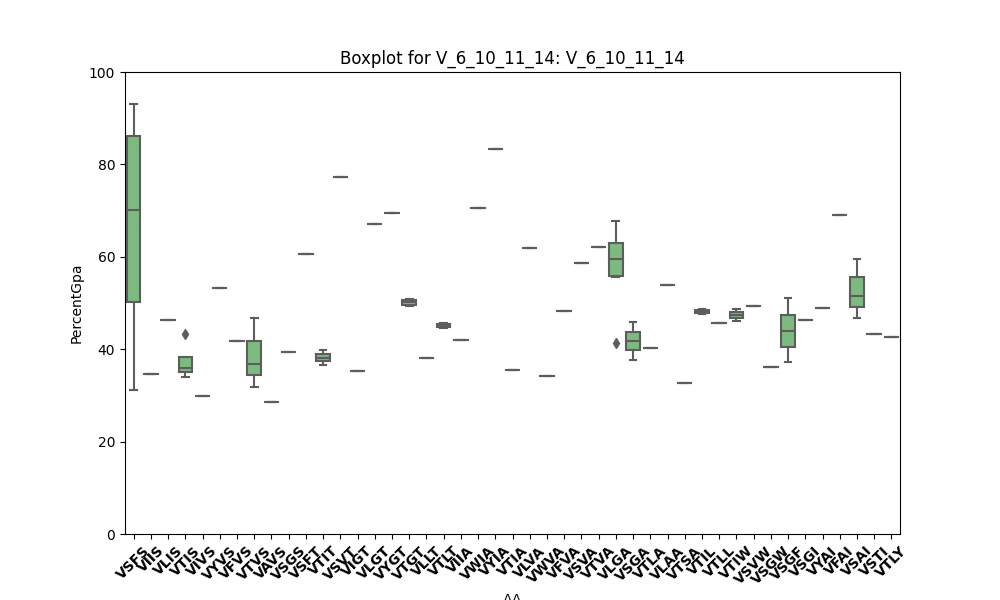 Boxplot for V_6_10_11_14: V_6_10_11_14
PercentGpa
100
80
60
40
20
0
VSFS
VIIS
VLIS
VTIS
VIVS
VYVS
VFVS
VTVS
VAVS
VSGS
VSFT
VTIT
VSVT
VIGT
VLGT
VYGT
VTGT
VLLT
VTLT
VIIA
VWIA
VYIA
VTIA
VLVA
VWVA
VFVA
VSVA
VTVA
VLGA
VSGA
VTLA
VLAA
VTSA
VTIL
VTLL
VTIW
VSVW
VSGW
VSGF
VSGI
VYAI
VFAI
VSAI
VSTI
VTLY